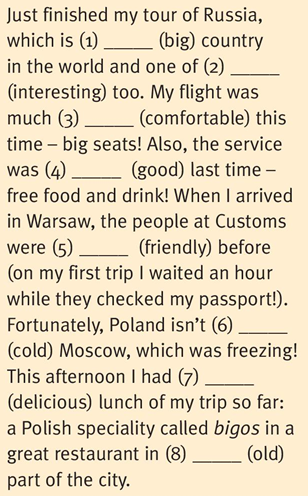 Just finished my tour of Russia,
which is (1) _____ (big) country
in the world and one of (2) _____
(interesting) too. My flight was
much (3) _____ (comfortable) this
time – big seats! Also, the service
was (4) _____ (good) last time –
free food and drink! When I arrived
in Warsaw, the people at Customs
were (5) _____ (friendly) before
(on my first trip I waited an hour
while they checked my passport!).
Fortunately, Poland isn't (6) _____
(cold) Moscow, which was freezing!
This afternoon I had (7) _____
(delicious) lunch of my trip so far:
a Polish speciality called bigos in a
great restaurant in (8) _____ (old)
part of the city.